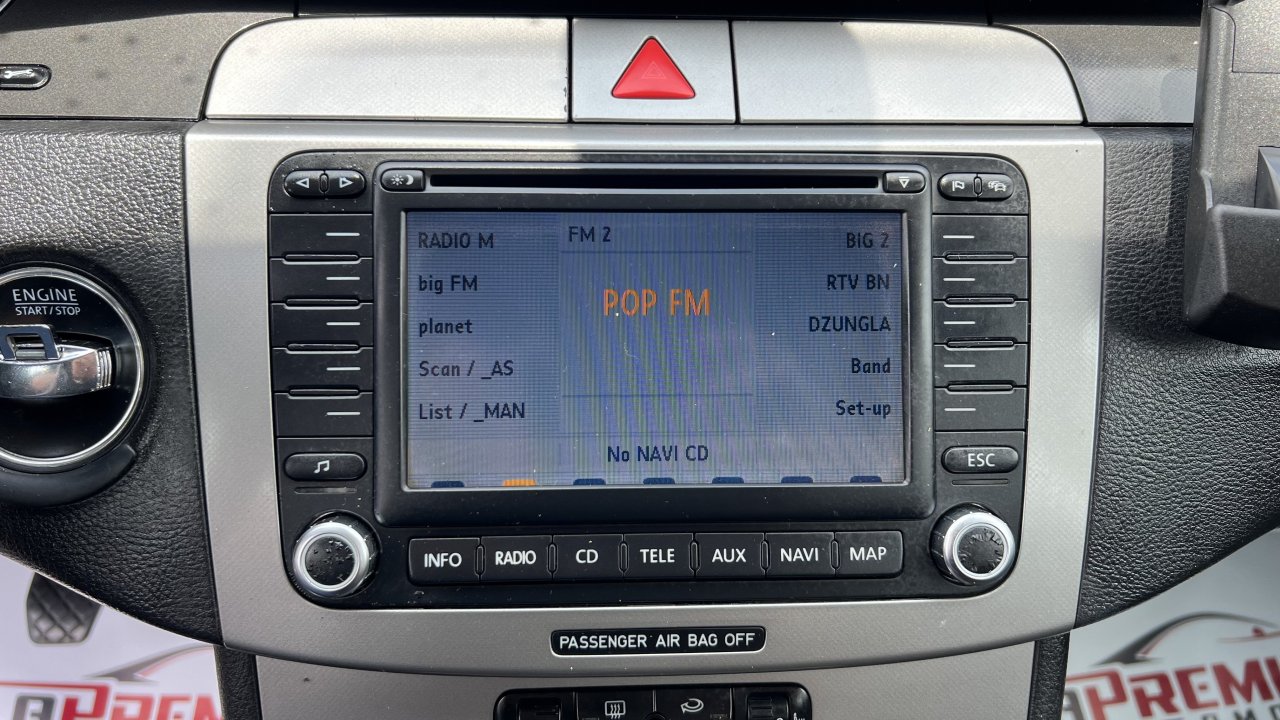 ENGINE
START/STOP
RADIO M
FM 2
BIG 2
big FM
POP FM
RTV BN
planet
DZUNGLA
Scan / _AS
Band
List / _MAN
Set-up
No NAVI CD
ESC
INFO RADIO CD TELE AUX NAVI MAP
PASSENGER AIR BAG OFF